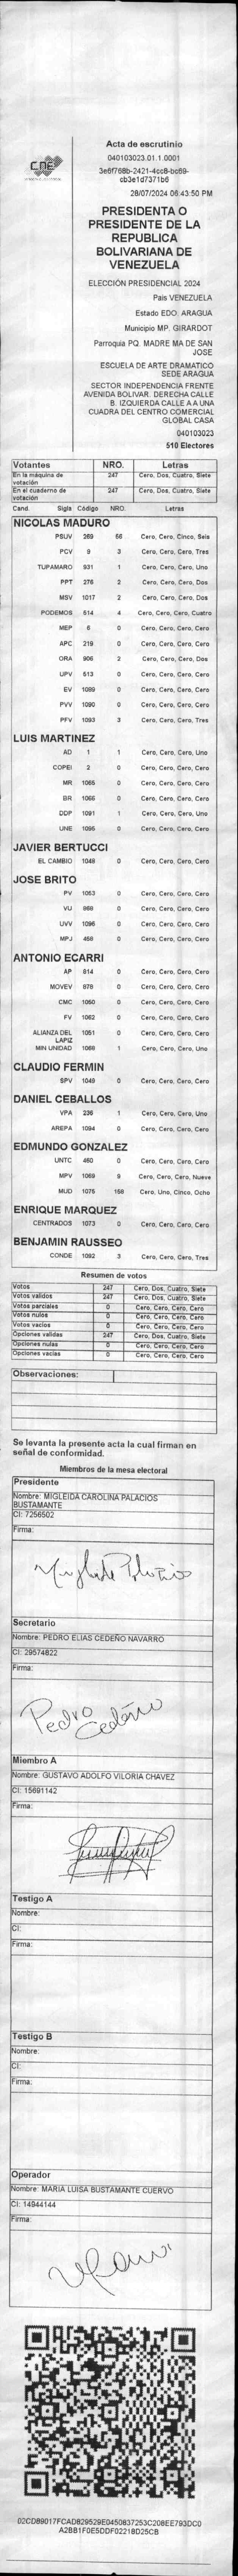 CNE
Acta de escrutinio
040103023.01.1.0001
3e6f768b-2421-4cc8-bc69-
cb3e1d7371b6
28/07/2024 06:43:50 PM
PRESIDENTA O
PRESIDENTE DE LA
REPUBLICA
BOLIVARIANA DE
VENEZUELA
ELECCIÓN PRESIDENCIAL 2024
Pais VENEZUELA
Estado EDO. ARAGUA
Municipio MP. GIRARDOT
Parroquia PQ. MADRE MA DE SAN
JOSE
ESCUELA DE ARTE DRAMATICO
SEDE ARAGUA
SECTOR INDEPENDENCIA FRENTE
AVENIDA BOLIVAR. DERECHA CALLE
B. IZQUIERDA CALLE A A UNA
CUADRA DEL CENTRO COMERCIAL
GLOBAL CASA
040103023
510 Electores
Votantes NRO. Letras
En la máquina de votación 247 Cero, Dos, Cuatro, Siete
En el cuaderno de votación 247 Cero, Dos, Cuatro, Siete
Cand. Sigla Código NRO. Letras
NICOLAS MADURO
PSUV 269 56 Cero, Cero, Cinco, Seis
PCV 9 3 Cero, Cero, Cero, Tres
TUPAMARO 931 1 Cero, Cero, Cero, Uno
PPT 276 2 Cero, Cero, Cero, Dos
MSV 1017 2 Cero, Cero, Cero, Dos
PODEMOS 514 4 Cero, Cero, Cero, Cuatro
MEP 6 0 Cero, Cero, Cero, Cero
APC 219 0 Cero, Cero, Cero, Cero
ORA 906 2 Cero, Cero, Cero, Dos
UPV 513 0 Cero, Cero, Cero, Cero
EV 1089 0 Cero, Cero, Cero, Cero
PVV 1090 0 Cero, Cero, Cero, Cero
PFV 1093 3 Cero, Cero, Cero, Tres
LUIS MARTINEZ
AD 1 1 Cero, Cero, Cero, Uno
COPEI 2 0 Cero, Cero, Cero, Cero
MR 1065 0 Cero, Cero, Cero, Cero
BR 1066 0 Cero, Cero, Cero, Cero
DDP 1091 1 Cero, Cero, Cero, Uno
UNE 1095 0 Cero, Cero, Cero, Cero
JAVIER BERTUCCI
EL CAMBIO 1048 0 Cero, Cero, Cero, Cero
JOSE BRITO
PV 1053 0 Cero, Cero, Cero, Cero
VU 868 0 Cero, Cero, Cero, Cero
UVV 1096 0 Cero, Cero, Cero, Cero
MPJ 458 0 Cero, Cero, Cero, Cero
ANTONIO ECARRI
AP 814 0 Cero, Cero, Cero, Cero
MOVEV 878 0 Cero, Cero, Cero, Cero
CMC 1050 0 Cero, Cero, Cero, Cero
FV 1062 0 Cero, Cero, Cero, Cero
ALIANZA DEL LAPIZ 1051 0 Cero, Cero, Cero, Cero
MIN UNIDAD 1068 1 Cero, Cero, Cero, Uno
CLAUDIO FERMIN
SPV 1049 0 Cero, Cero, Cero, Cero
DANIEL CEBALLOS
VPA 236 1 Cero, Cero, Cero, Uno
AREPA 1094 0 Cero, Cero, Cero, Cero
EDMUNDO GONZALEZ
UNTC 460 0 Cero, Cero, Cero, Cero
MPV 1069 9 Cero, Cero, Cero, Nueve
MUD 1075 158 Cero, Uno, Cinco, Ocho
ENRIQUE MARQUEZ
CENTRADOS 1073 0 Cero, Cero, Cero, Cero
BENJAMIN RAUSSEO
CONDE 1092 3 Cero, Cero, Cero, Tres
Resumen de votos
Votos 247 Cero, Dos, Cuatro, Siete
Votos validos 247 Cero, Dos, Cuatro, Siete
Votos parciales 0 Cero, Cero, Cero, Cero
Votos nulos 0 Cero, Cero, Cero, Cero
Votos vacios 0 Cero, Cero, Cero, Cero
Opciones validas 247 Cero, Dos, Cuatro, Siete
Opciones nulas 0 Cero, Cero, Cero, Cero
Opciones vacias 0 Cero, Cero, Cero, Cero
Observaciones:
Se levanta la presente acta la cual firman en
señal de conformidad.
Miembros de la mesa electoral
Presidente
Nombre: MIGLEIDA CAROLINA PALACIOS
BUSTAMANTE
CI: 7256502
Firma:
Secretario
Nombre: PEDRO ELIAS CEDEÑO NAVARRO
CI: 29574822
Firma:
Pedro
Cedeño
Miembro A
Nombre: GUSTAVO ADOLFO VILORIA CHAVEZ
CI: 15691142
Firma:
Testigo A
Nombre:
CI:
Firma:
Testigo B
Nombre:
CI:
Firma:
Operador
Nombre: MARIA LUISA BUSTAMANTE CUERVO
CI: 14944144
Firma:
02CD89017FCAD829529E0450837253C208EE793DC0
A2BB1F0E5DDF02218D25CB